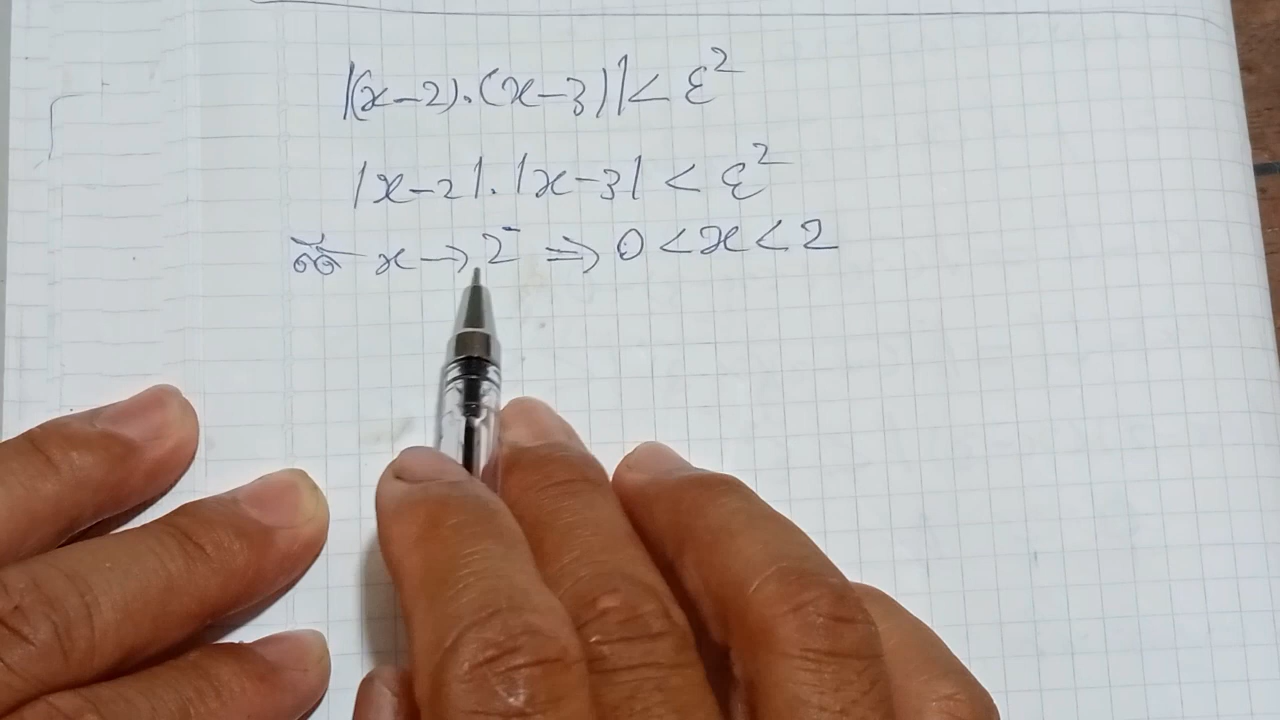 |(x-2).(x-3)| < ε²
|x-2|.|x-3| < ε²
x → 2⁻ ⇒ 0 < x < 2